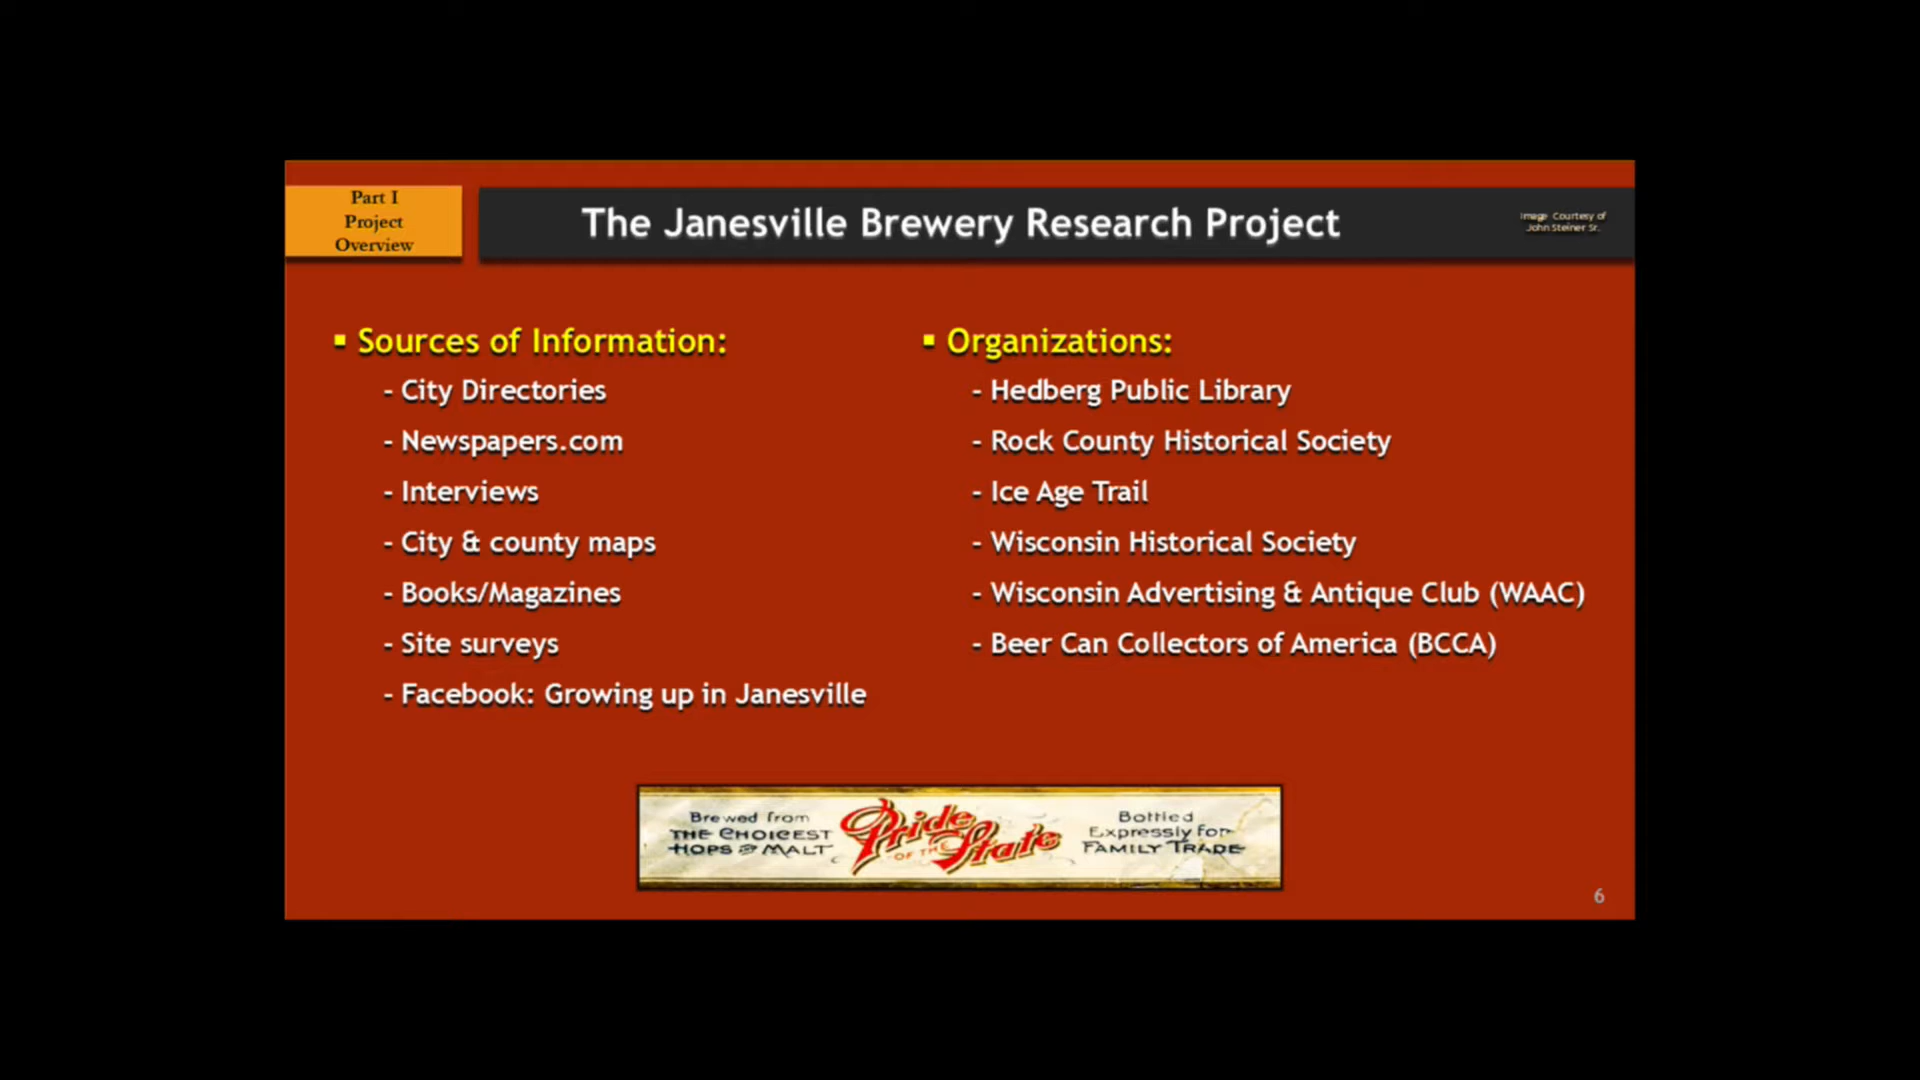 Part I
Project
Overview
The Janesville Brewery Research Project
Image Courtesy of
John Steiner Sr.
▪ Sources of Information:
- City Directories
- Newspapers.com
- Interviews
- City & county maps
- Books/Magazines
- Site surveys
- Facebook: Growing up in Janesville
▪ Organizations:
- Hedberg Public Library
- Rock County Historical Society
- Ice Age Trail
- Wisconsin Historical Society
- Wisconsin Advertising & Antique Club (WAAC)
- Beer Can Collectors of America (BCCA)
Brewed from
THE CHOICEST
HOPS & MALT
Pride
OF THE
State
Bottled
Expressly for
FAMILY TRADE
6